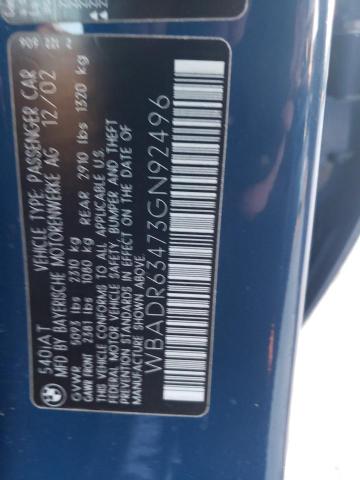 540iAT VEHICLE TYPE: PASSENGER CAR
MFD BY BAYERISCHE MOTORENWERKE AG 12/02
GVWR 5093 lbs 2310 kg
GAWR FRONT 2381 lbs 1080 kg REAR 2910 lbs 1320 kg
THIS VEHICLE CONFORMS TO ALL APPLICABLE U.S.
FEDERAL MOTOR VEHICLE SAFETY, BUMPER AND THEFT
PREVENTION STANDARDS IN EFFECT ON THE DATE OF
MANUFACTURE SHOWN ABOVE.
WBADR63473GN92496